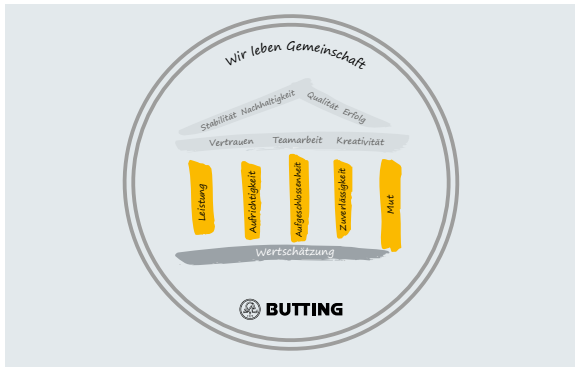 Wir leben Gemeinschaft
Stabilität Nachhaltigkeit Qualität Erfolg
Vertrauen Teamarbeit Kreativität
Leistung
Aufrichtigkeit
Aufgeschlossenheit
Zuverlässigkeit
Mut
Wertschätzung
BUTTING